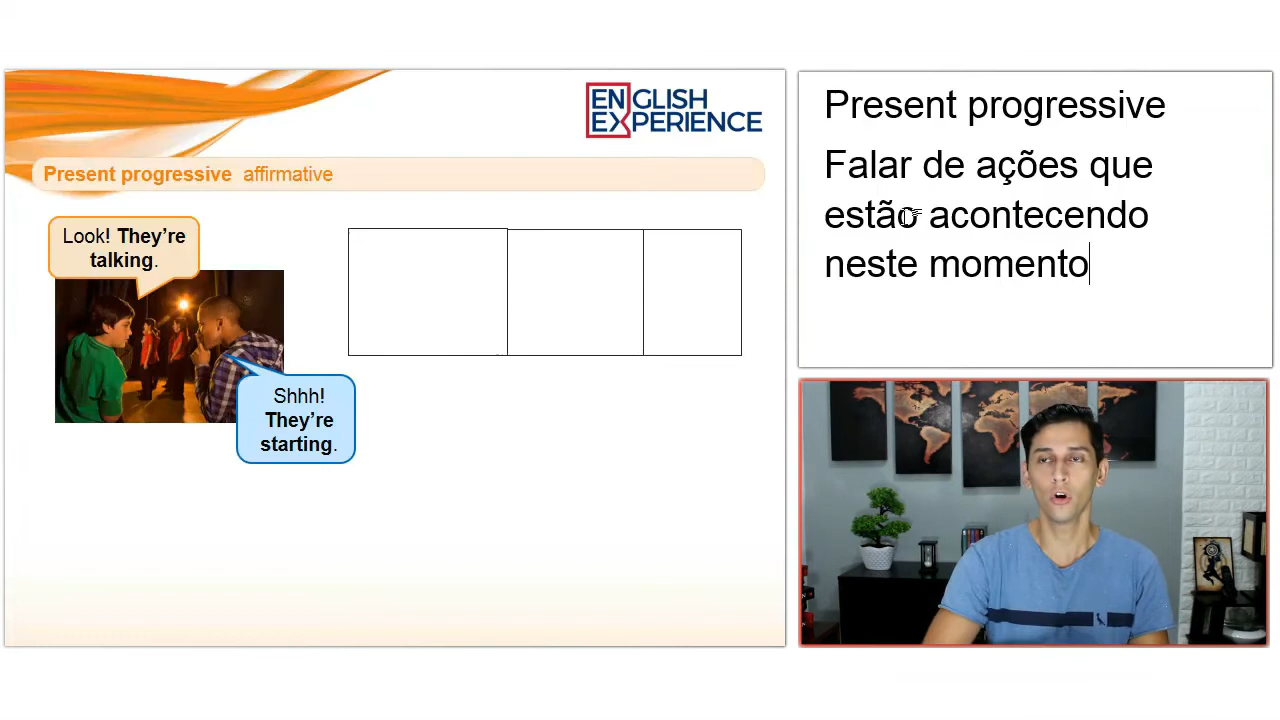 ENGLISH
EXPERIENCE
Present progressive affirmative
Look! They're
talking.
Shhh!
They're
starting.
Present progressive
Falar de ações que
estão acontecendo
neste momento